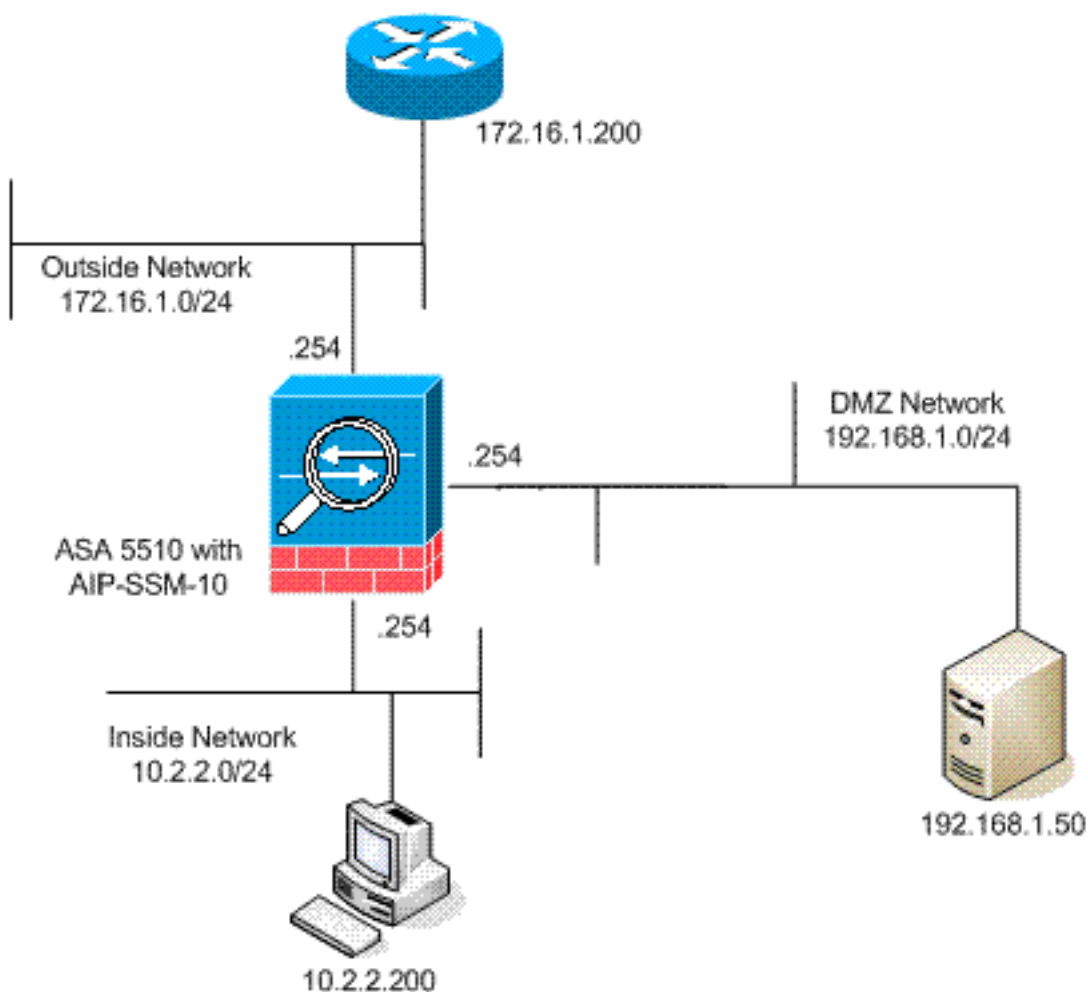 172.16.1.200
Outside Network
172.16.1.0/24
.254
DMZ Network
192.168.1.0/24
.254
ASA 5510 with
AIP-SSM-10
.254
Inside Network
10.2.2.0/24
192.168.1.50
10.2.2.200